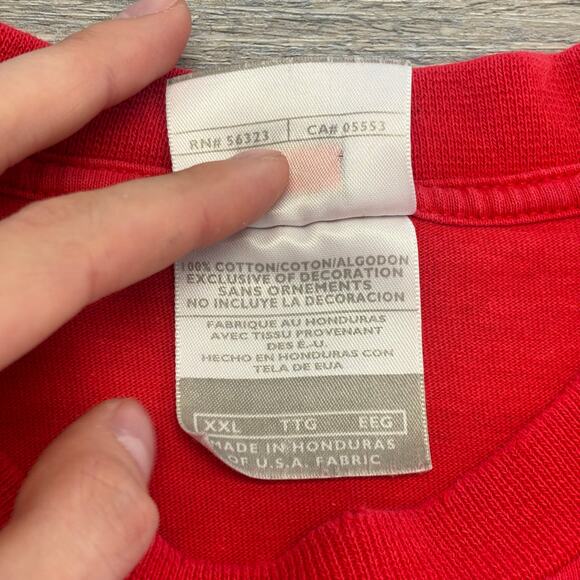 RN# 56323 CA# 05553
100% COTTON/COTON/ALGODON
EXCLUSIVE OF DECORATION
SANS ORNEMENTS
NO INCLUYE LA DECORACION
FABRIQUE AU HONDURAS
AVEC TISSU PROVENANT
DES É.-U.
HECHO EN HONDURAS CON
TELA DE EUA
XXL TTG EEG
MADE IN HONDURAS
OF U.S.A. FABRIC